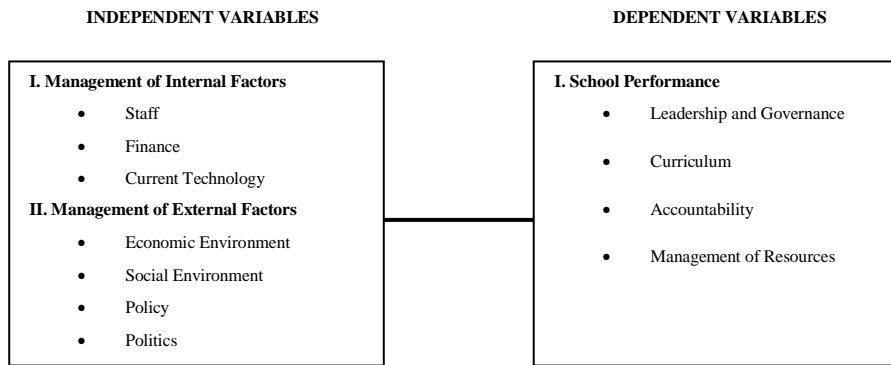 INDEPENDENT VARIABLES
DEPENDENT VARIABLES
I. Management of Internal Factors
• Staff
• Finance
• Current Technology
II. Management of External Factors
• Economic Environment
• Social Environment
• Policy
• Politics
I. School Performance
• Leadership and Governance
• Curriculum
• Accountability
• Management of Resources